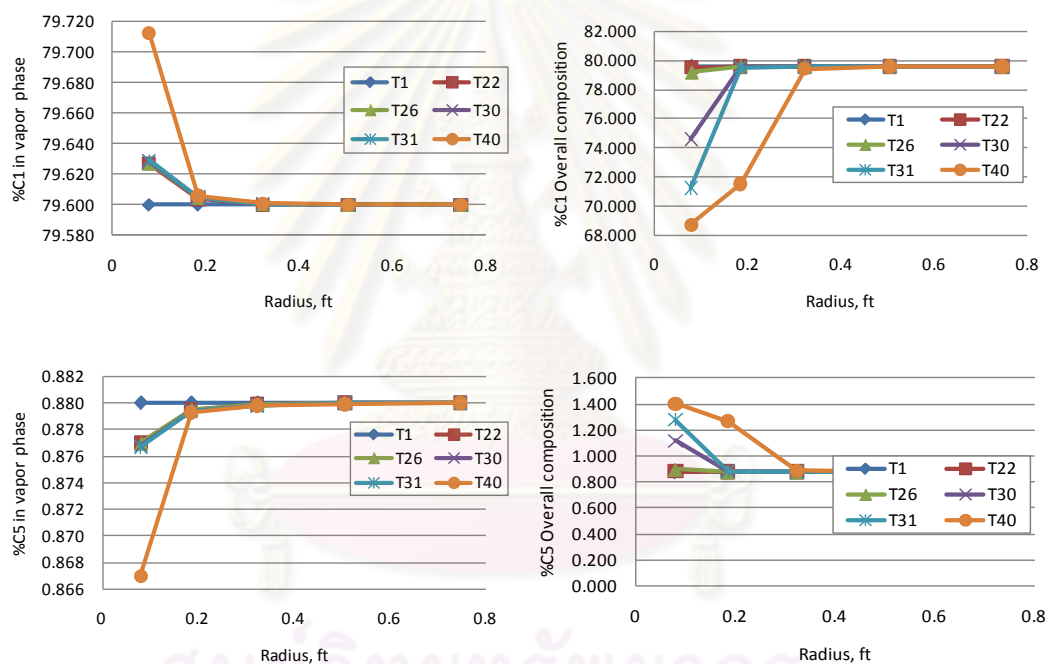 79.720
79.700
79.680
79.660
79.640
79.620
79.600
79.580
%C1 in vapor phase
T1 T22
T26 T30
T31 T40
0 0.2 0.4 0.6 0.8
Radius, ft
82.000
80.000
78.000
76.000
74.000
72.000
70.000
68.000
%C1 Overall composition
T1 T22
T26 T30
T31 T40
0 0.2 0.4 0.6 0.8
Radius, ft
0.882
0.880
0.878
0.876
0.874
0.872
0.870
0.868
0.866
%C5 in vapor phase
T1 T22
T26 T30
T31 T40
0 0.2 0.4 0.6 0.8
Radius, ft
1.600
1.400
1.200
1.000
0.800
0.600
0.400
0.200
0.000
%C5 Overall composition
T1 T22
T26 T30
T31 T40
0 0.2 0.4 0.6 0.8
Radius, ft